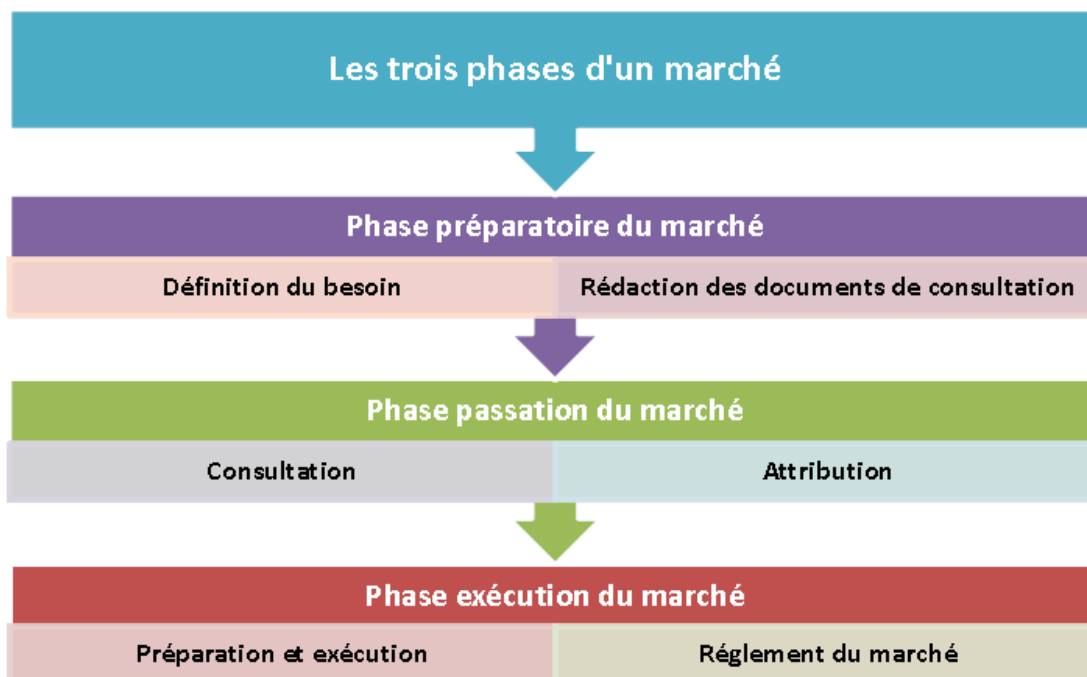 Les trois phases d'un marché
Phase préparatoire du marché
Définition du besoin
Rédaction des documents de consultation
Phase passation du marché
Consultation
Attribution
Phase exécution du marché
Préparation et exécution
Réglement du marché